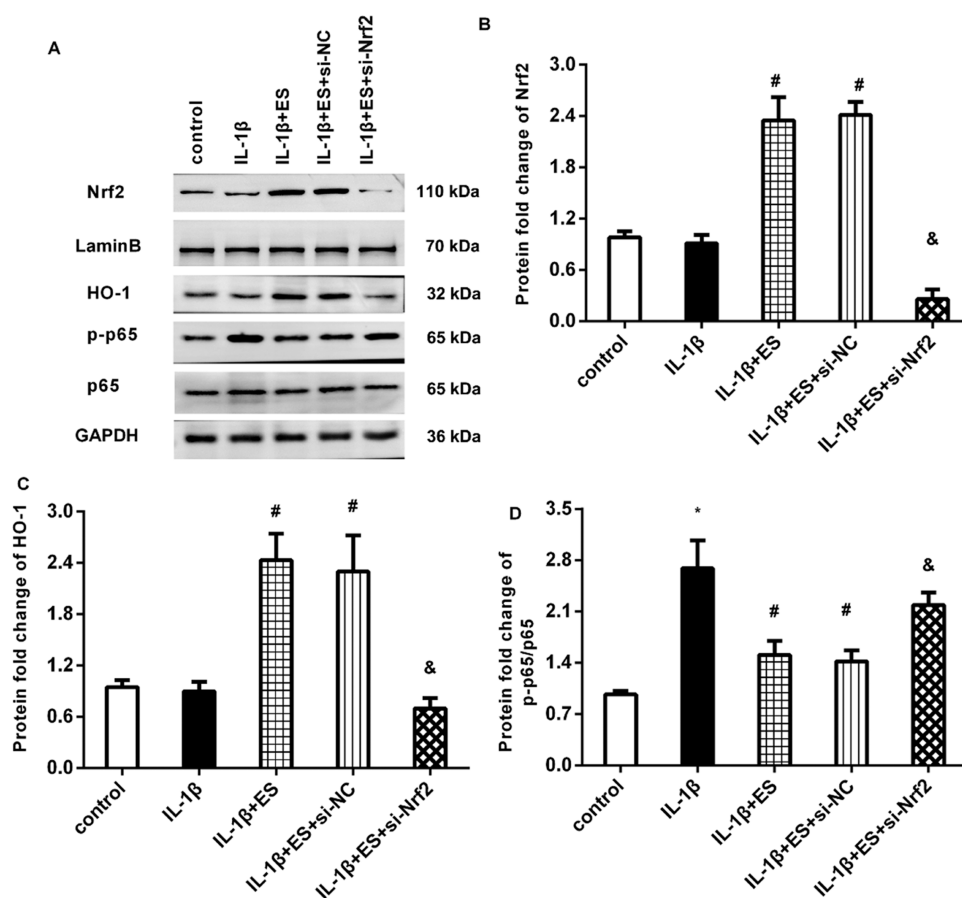 A
control
IL-1β
IL-1β+ES
IL-1β+ES+si-NC
IL-1β+ES+si-Nrf2
Nrf2 110 kDa
LaminB 70 kDa
HO-1 32 kDa
p-p65 65 kDa
p65 65 kDa
GAPDH 36 kDa
B
Protein fold change of Nrf2
3.0
2.4
1.8
1.2
0.6
0.0
#
#
&
control
IL-1β
IL-1β+ES
IL-1β+ES+si-NC
IL-1β+ES+si-Nrf2
C
Protein fold change of HO-1
3.0
2.4
1.8
1.2
0.6
0.0
#
#
&
control
IL-1β
IL-1β+ES
IL-1β+ES+si-NC
IL-1β+ES+si-Nrf2
D
Protein fold change of
p-p65/p65
3.5
2.8
2.1
1.4
0.7
0.0
*
#
#
&
control
IL-1β
IL-1β+ES
IL-1β+ES+si-NC
IL-1β+ES+si-Nrf2